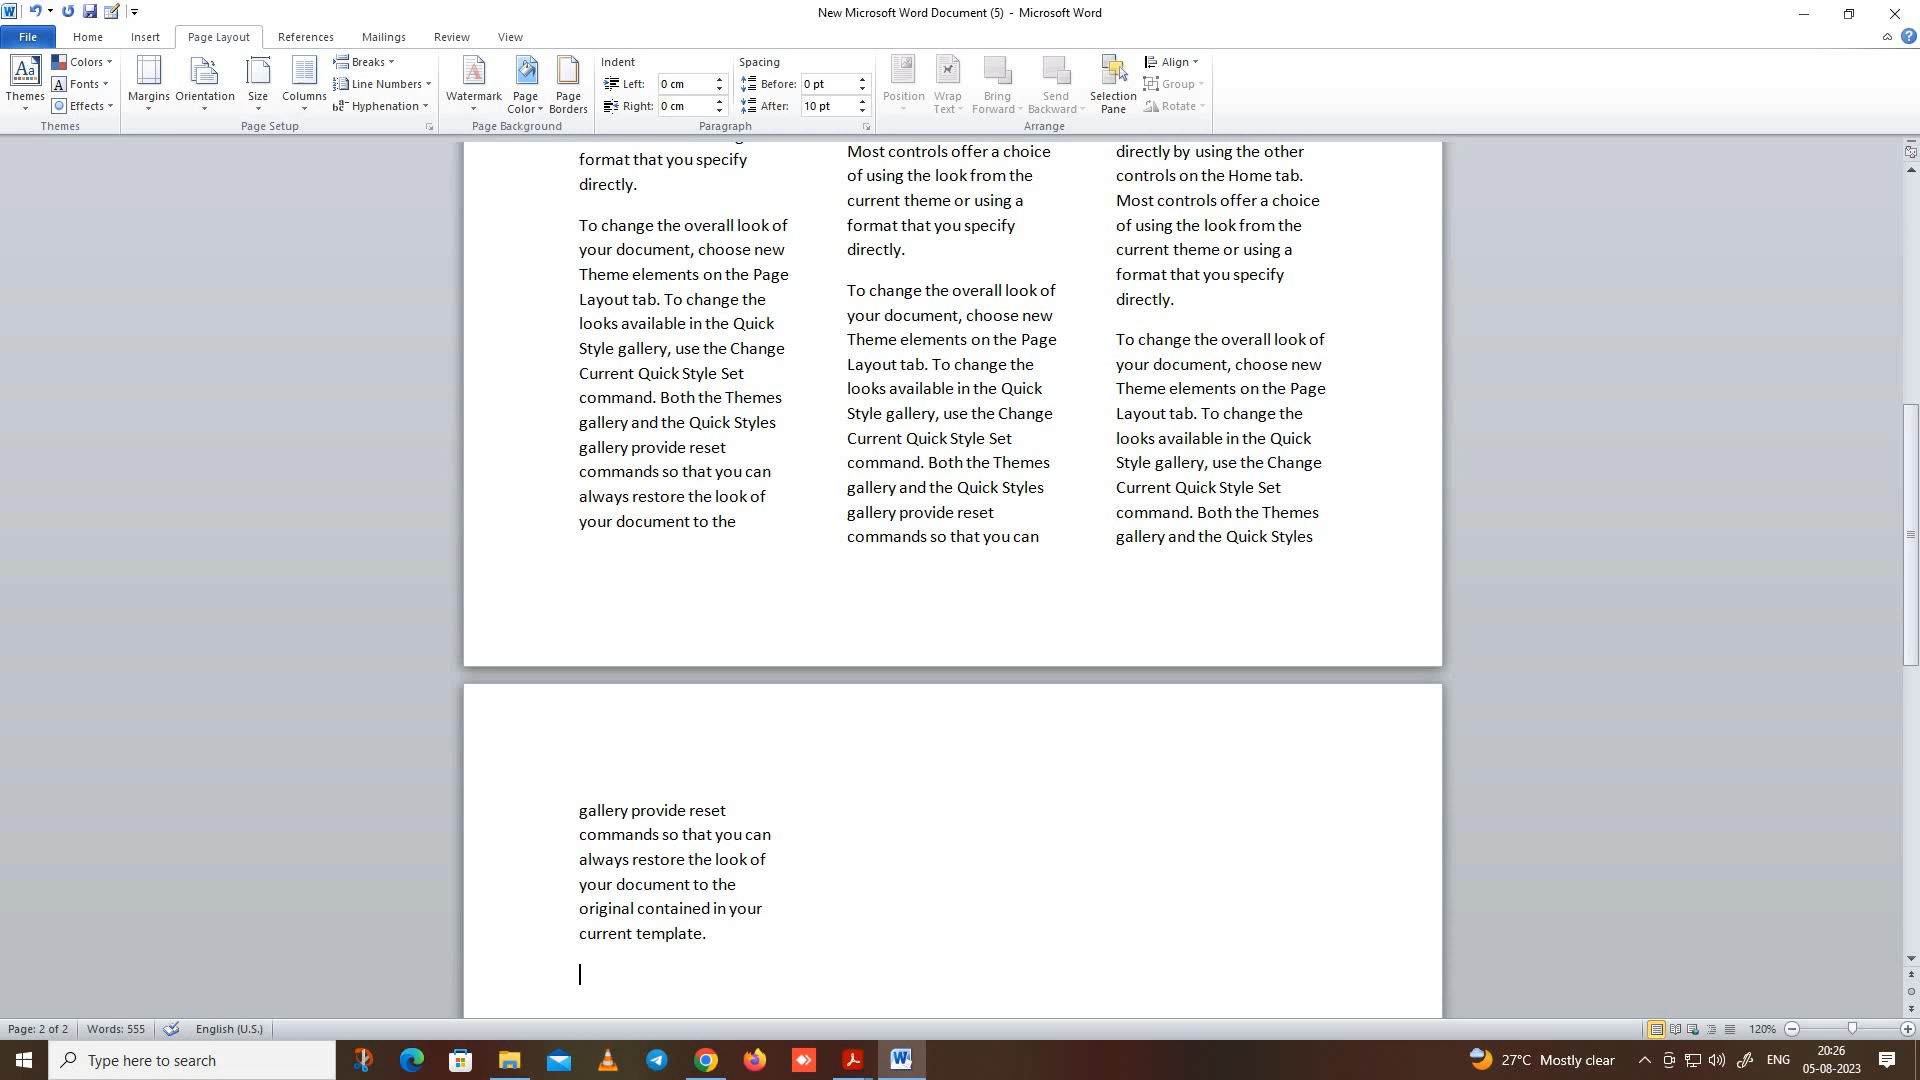 New Microsoft Word Document (5) - Microsoft Word
File Home Insert Page Layout References Mailings Review View
Themes Colors Fonts Effects
Themes
Margins Orientation Size Columns Breaks Line Numbers Hyphenation
Page Setup
Watermark Page Color Page Borders
Page Background
Indent Spacing
Left: 0 cm Before: 0 pt
Right: 0 cm After: 10 pt
Paragraph
Position Wrap Text Bring Forward Send Backward Selection Pane Align Group Rotate
Arrange
format that you specify
directly.
To change the overall look of
your document, choose new
Theme elements on the Page
Layout tab. To change the
looks available in the Quick
Style gallery, use the Change
Current Quick Style Set
command. Both the Themes
gallery and the Quick Styles
gallery provide reset
commands so that you can
always restore the look of
your document to the
Most controls offer a choice
of using the look from the
current theme or using a
format that you specify
directly.
To change the overall look of
your document, choose new
Theme elements on the Page
Layout tab. To change the
looks available in the Quick
Style gallery, use the Change
Current Quick Style Set
command. Both the Themes
gallery and the Quick Styles
gallery provide reset
commands so that you can
directly by using the other
controls on the Home tab.
Most controls offer a choice
of using the look from the
current theme or using a
format that you specify
directly.
To change the overall look of
your document, choose new
Theme elements on the Page
Layout tab. To change the
looks available in the Quick
Style gallery, use the Change
Current Quick Style Set
command. Both the Themes
gallery and the Quick Styles
gallery provide reset
commands so that you can
always restore the look of
your document to the
original contained in your
current template.
Page: 2 of 2 Words: 555 English (U.S.) 120%
Type here to search 27°C Mostly clear ENG 20:26
05-08-2023